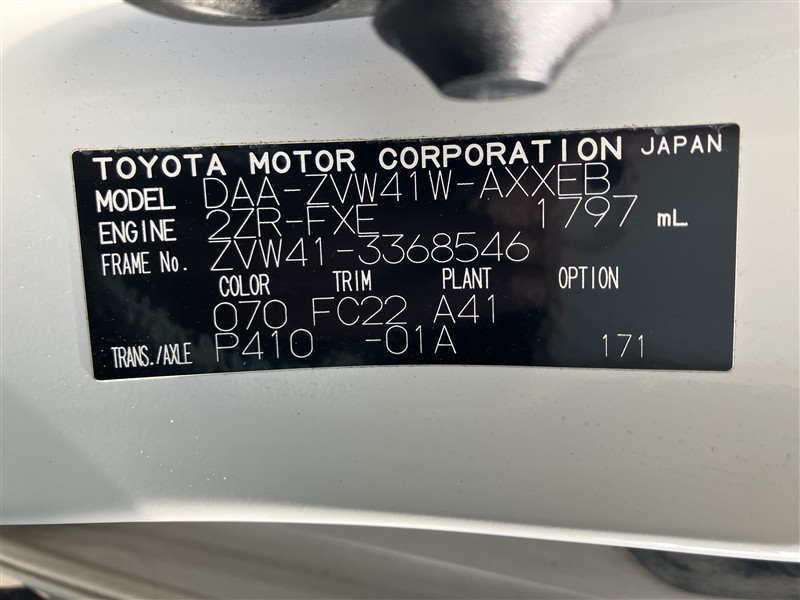 TOYOTA MOTOR CORPORATION JAPAN
MODEL DAA-ZVW41W-AXXEB
ENGINE 2ZR-FXE 1797 mL
FRAME No. ZVW41-3368546
COLOR TRIM PLANT OPTION
070 FC22 A41
TRANS./AXLE P410 -01A 171